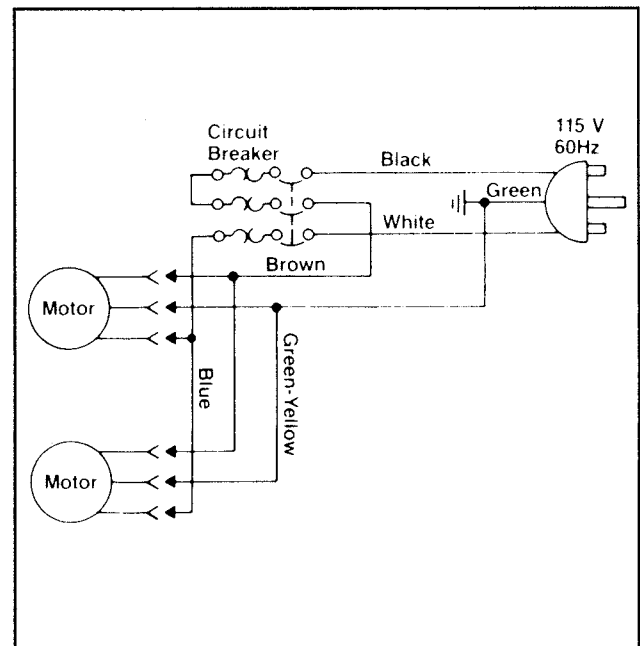 Circuit
Breaker
115 V
60Hz
Black
Green
White
Brown
Motor
Green-Yellow
Blue
Motor